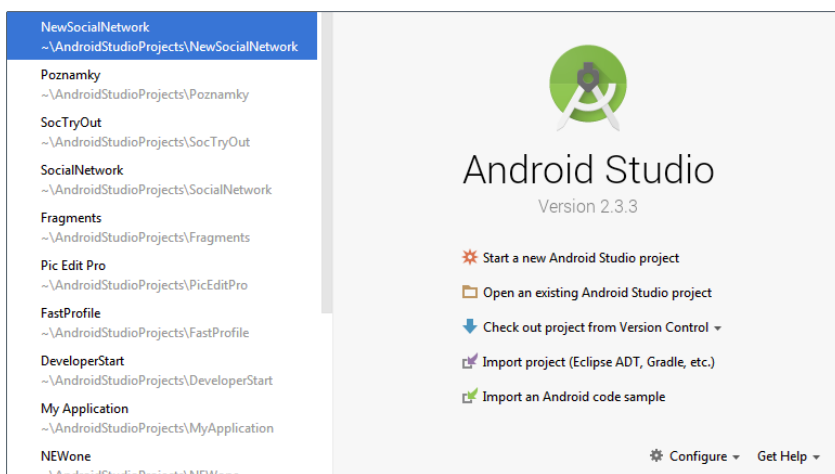 NewSocialNetwork
~\AndroidStudioProjects\NewSocialNetwork
Poznamky
~\AndroidStudioProjects\Poznamky
SocTryOut
~\AndroidStudioProjects\SocTryOut
SocialNetwork
~\AndroidStudioProjects\SocialNetwork
Fragments
~\AndroidStudioProjects\Fragments
Pic Edit Pro
~\AndroidStudioProjects\PicEditPro
FastProfile
~\AndroidStudioProjects\FastProfile
DeveloperStart
~\AndroidStudioProjects\DeveloperStart
My Application
~\AndroidStudioProjects\MyApplication
NEWone
~\AndroidStudioProjects\NEWone
Android Studio
Version 2.3.3
Start a new Android Studio project
Open an existing Android Studio project
Check out project from Version Control
Import project (Eclipse ADT, Gradle, etc.)
Import an Android code sample
Configure
Get Help